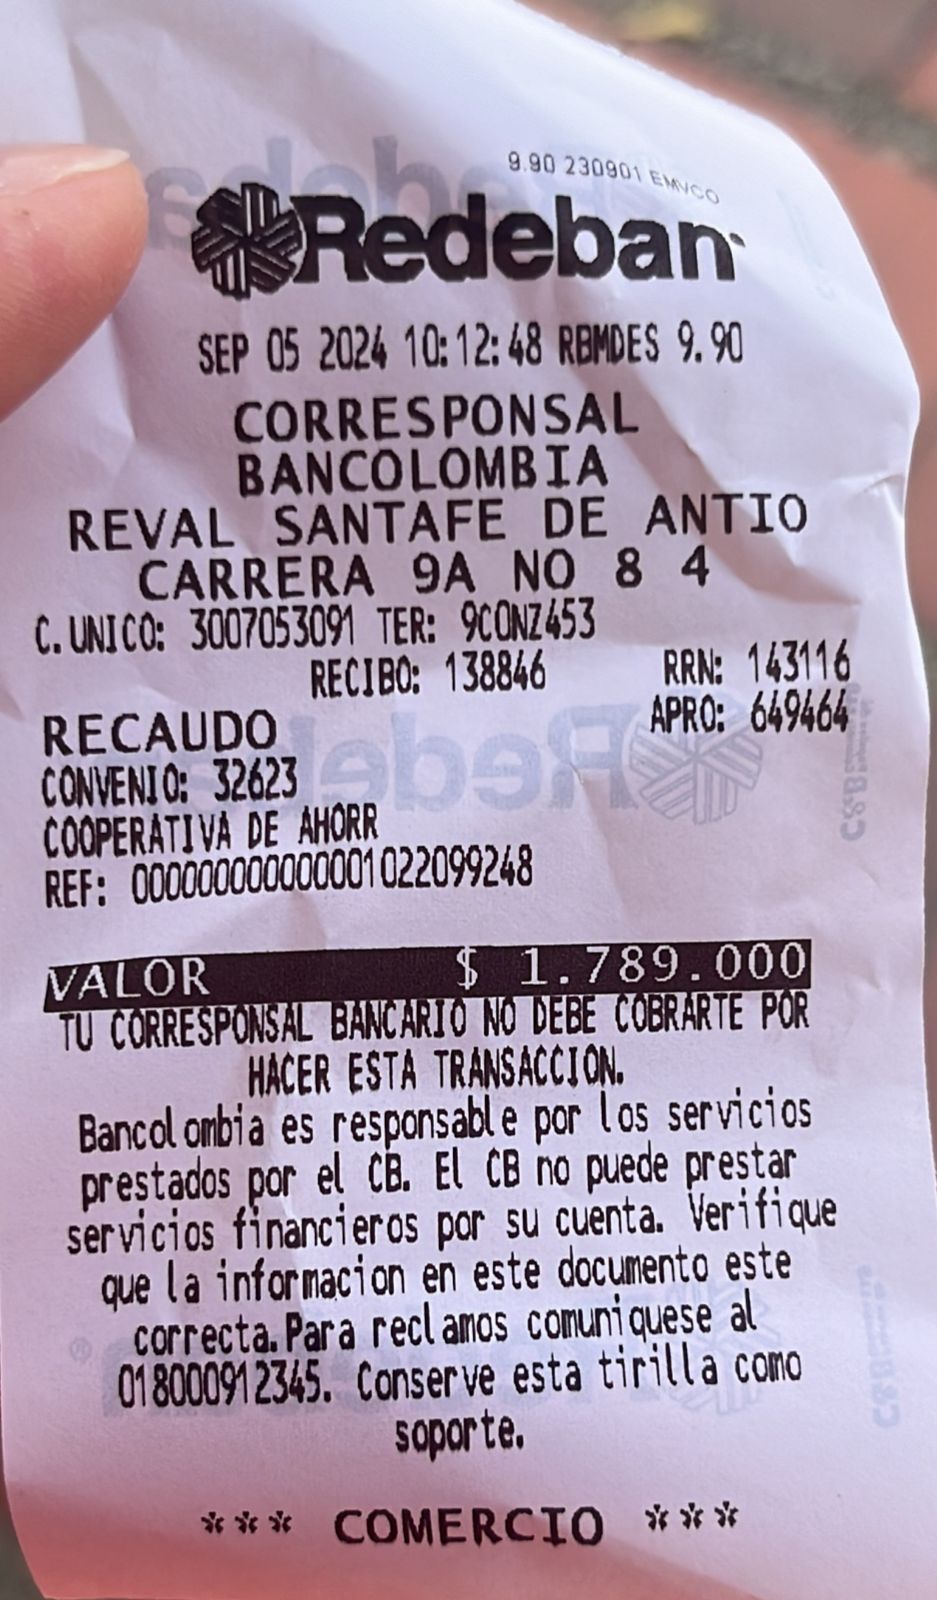 9.90 230901 EMVCO
Redeban
SEP 05 2024 10:12:48 RBMDES 9.90
CORRESPONSAL
BANCOLOMBIA
REVAL SANTAFE DE ANTIO
CARRERA 9A NO 8 4
C.UNICO: 3007053091 TER: 9CONZ453
RECIBO: 138846 RRN: 143116
RECAUDO APRO: 649464
CONVENIO: 32623
COOPERATIVA DE AHORR
REF: 00000000000001022099248
VALOR $ 1.789.000
TU CORRESPONSAL BANCARIO NO DEBE COBRARTE POR
HACER ESTA TRANSACCION.
Bancolombia es responsable por los servicios
prestados por el CB. El CB no puede prestar
servicios financieros por su cuenta. Verifique
que la informacion en este documento este
correcta.Para reclamos comuniquese al
018000912345. Conserve esta tirilla como
soporte.
*** COMERCIO ***